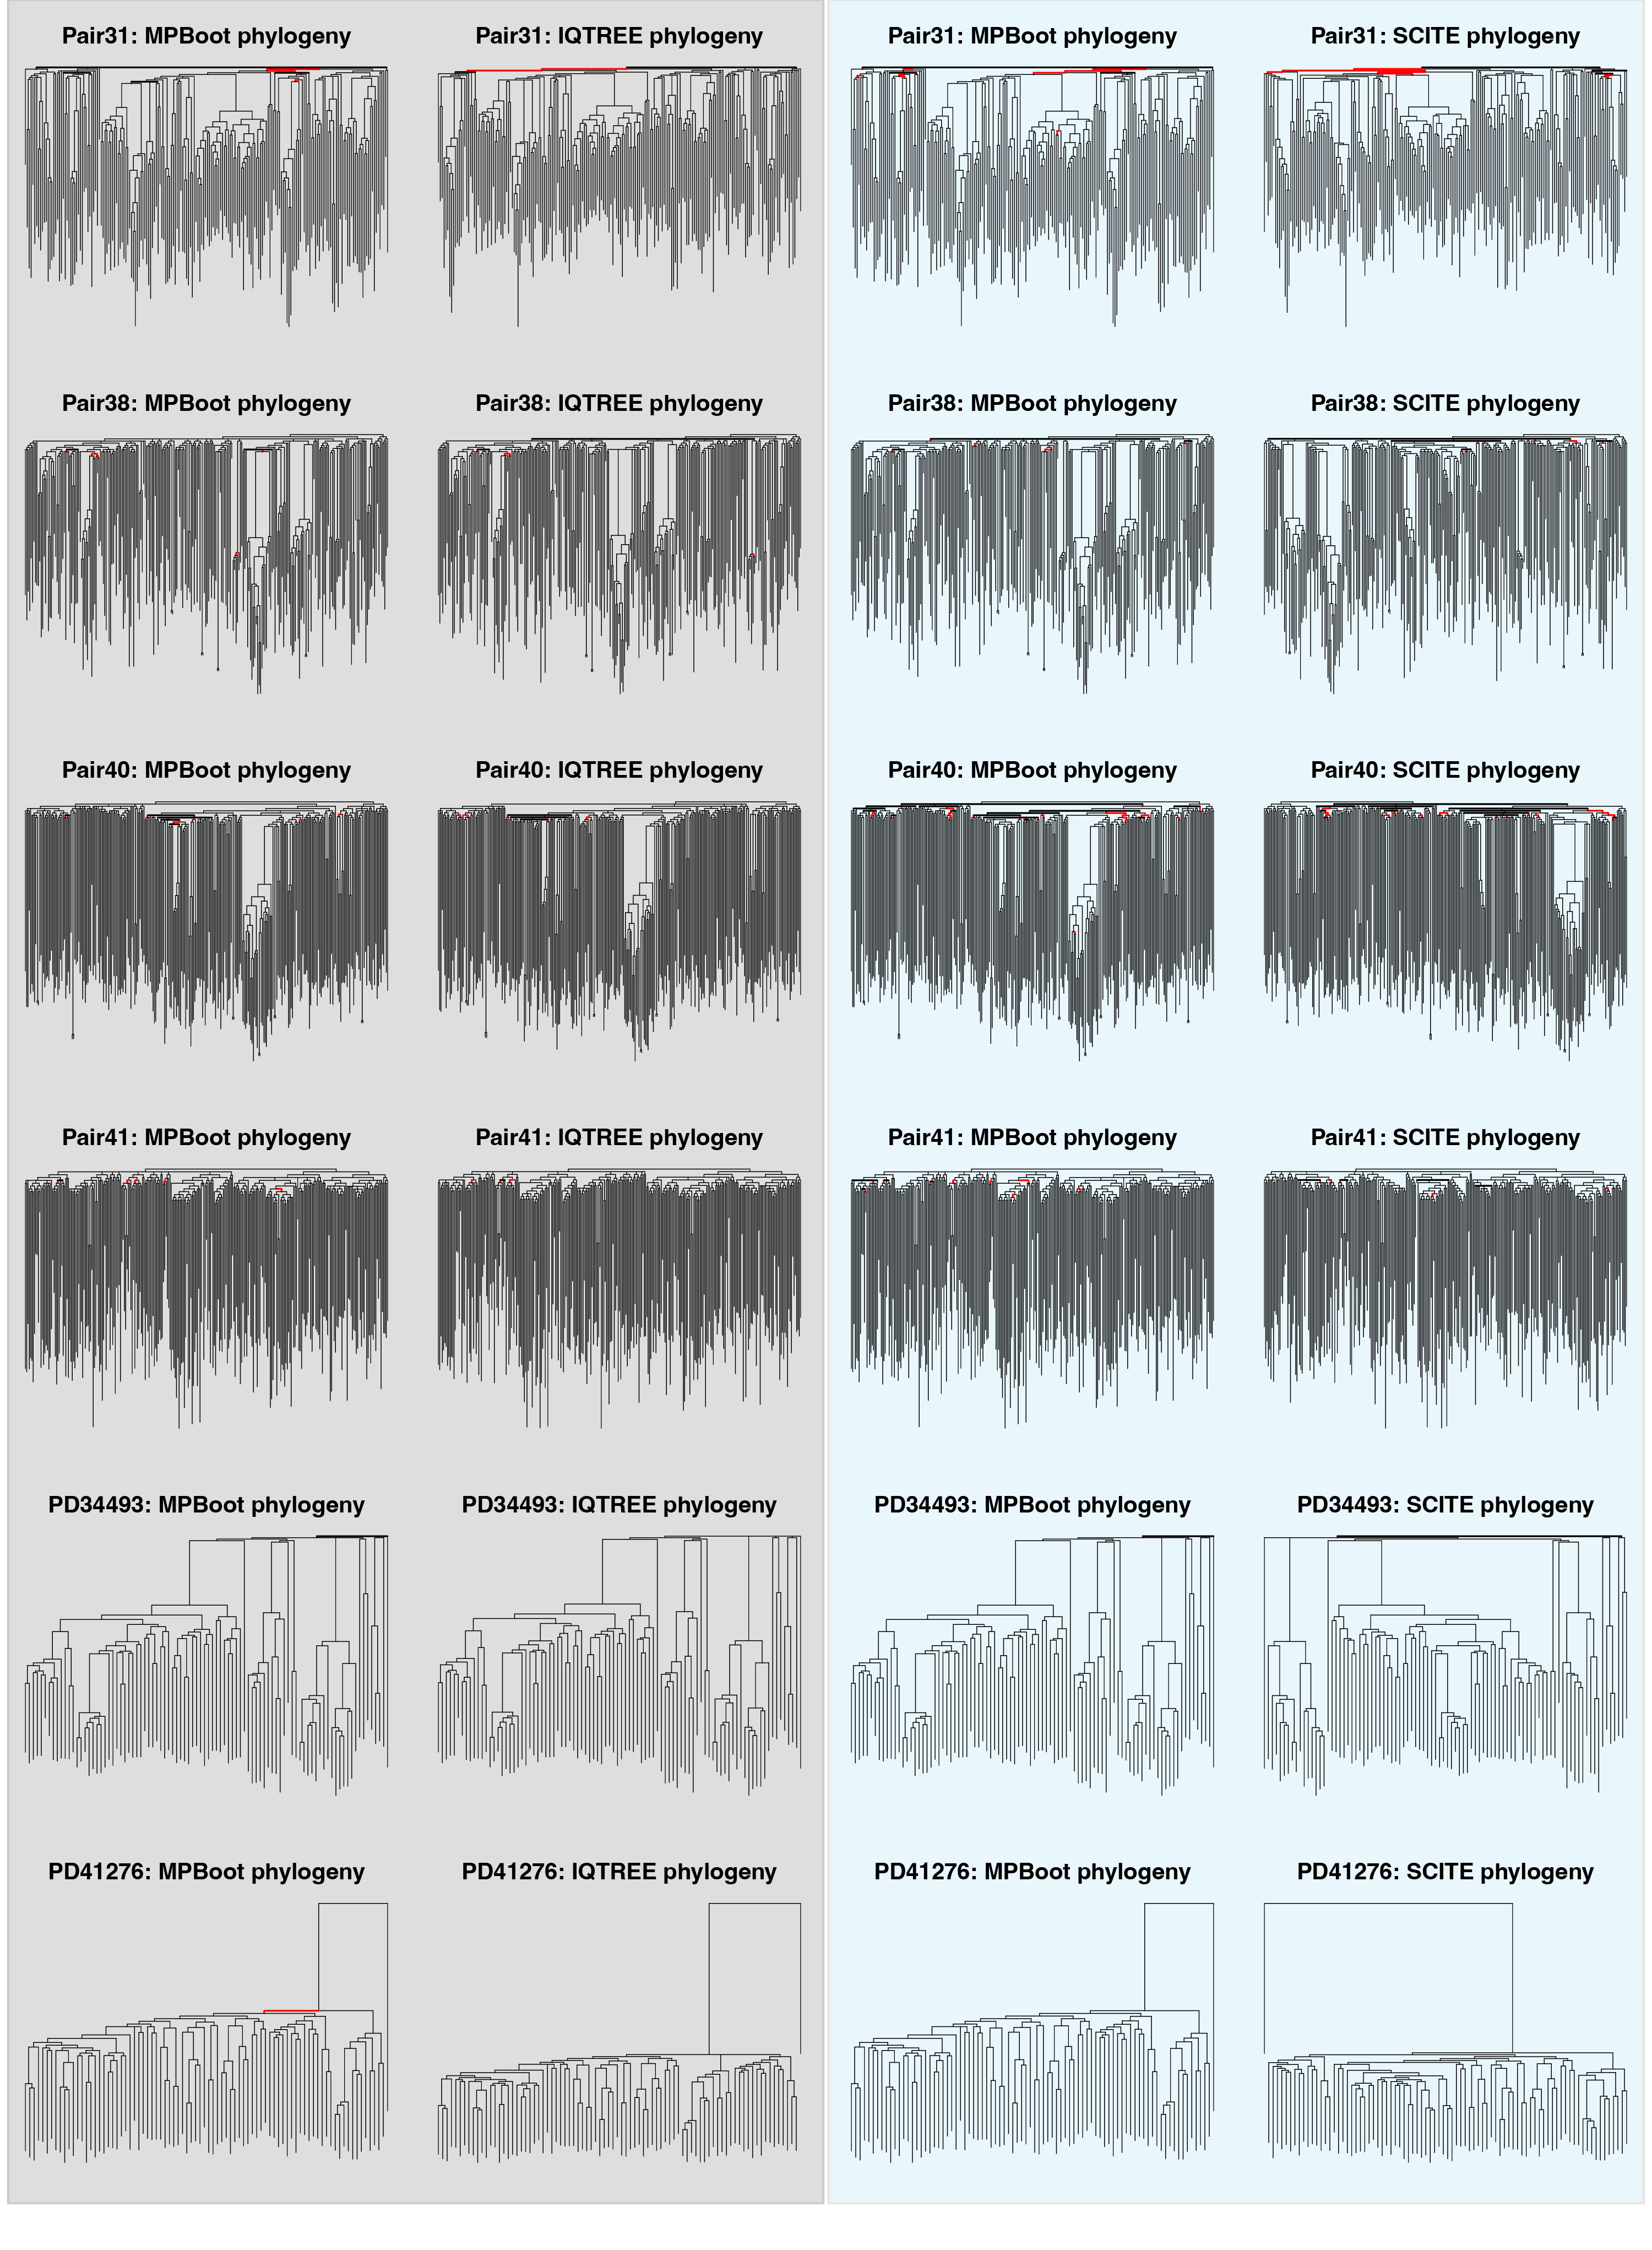 Pair31: MPBoot phylogeny
Pair31: IQTREE phylogeny
Pair31: MPBoot phylogeny
Pair31: SCITE phylogeny
Pair38: MPBoot phylogeny
Pair38: IQTREE phylogeny
Pair38: MPBoot phylogeny
Pair38: SCITE phylogeny
Pair40: MPBoot phylogeny
Pair40: IQTREE phylogeny
Pair40: MPBoot phylogeny
Pair40: SCITE phylogeny
Pair41: MPBoot phylogeny
Pair41: IQTREE phylogeny
Pair41: MPBoot phylogeny
Pair41: SCITE phylogeny
PD34493: MPBoot phylogeny
PD34493: IQTREE phylogeny
PD34493: MPBoot phylogeny
PD34493: SCITE phylogeny
PD41276: MPBoot phylogeny
PD41276: IQTREE phylogeny
PD41276: MPBoot phylogeny
PD41276: SCITE phylogeny